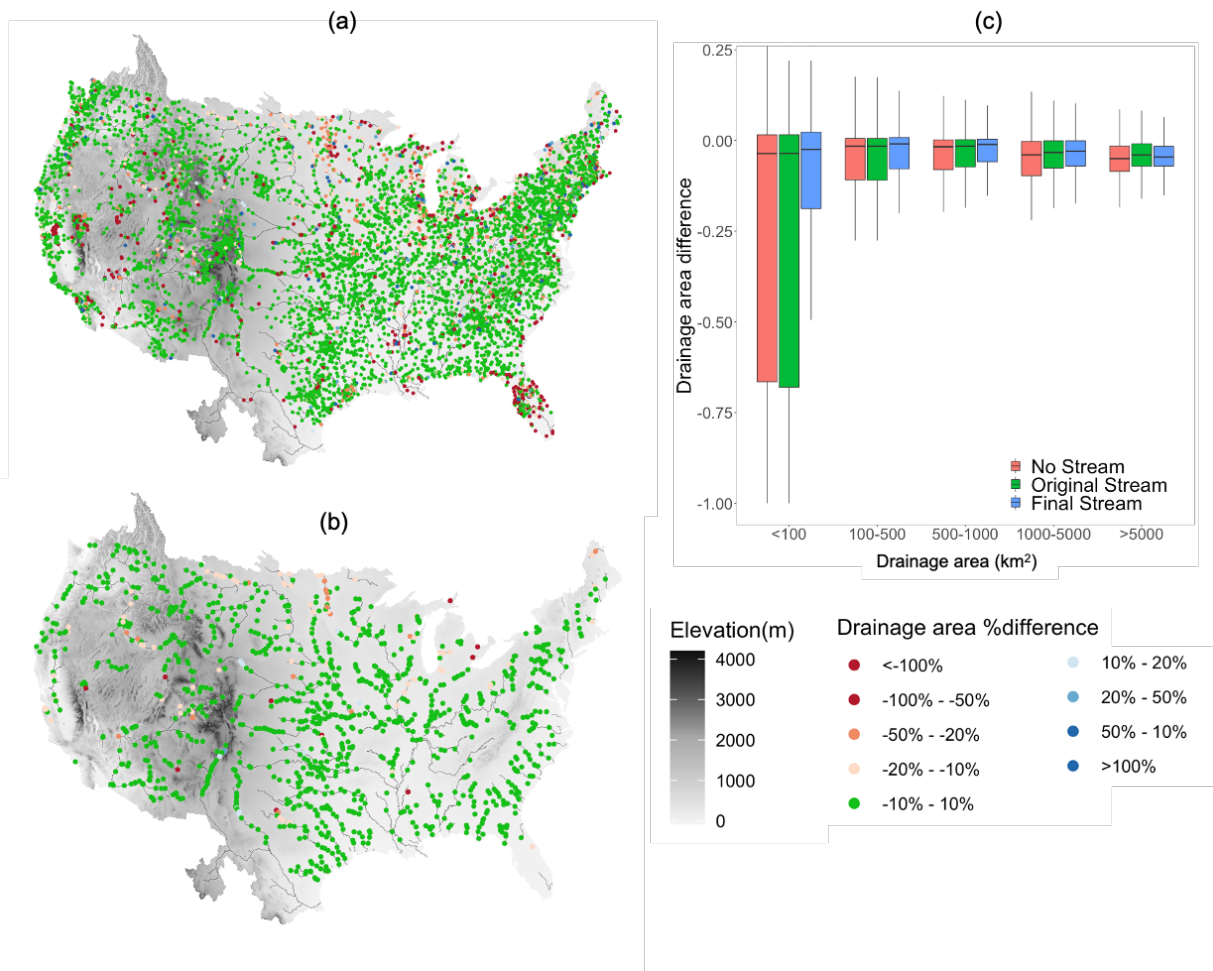 (a)
(c)
0.25
0.00
-0.25
-0.50
-0.75
-1.00
Drainage area difference
No Stream
Original Stream
Final Stream
<100
100-500
500-1000
1000-5000
>5000
Drainage area (km²)
(b)
Elevation(m)
4000
3000
2000
1000
0
Drainage area %difference
<-100%
-100% - -50%
-50% - -20%
-20% - -10%
-10% - 10%
10% - 20%
20% - 50%
50% - 10%
>100%